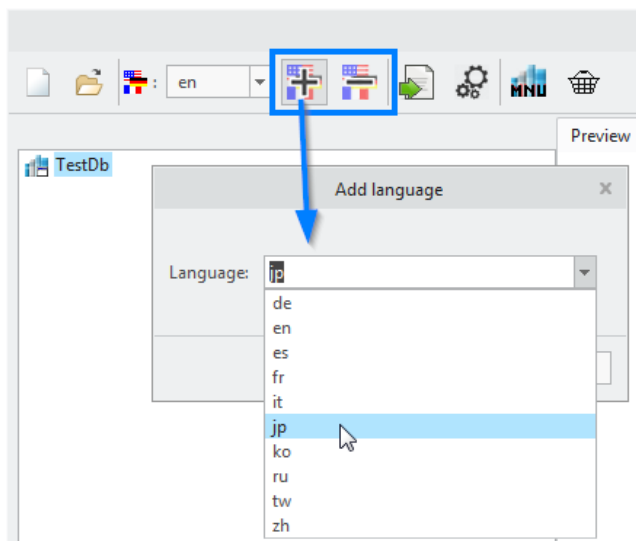 : en
MNU
Preview
TestDb
Add language
Language: jp
de
en
es
fr
it
jp
ko
ru
tw
zh